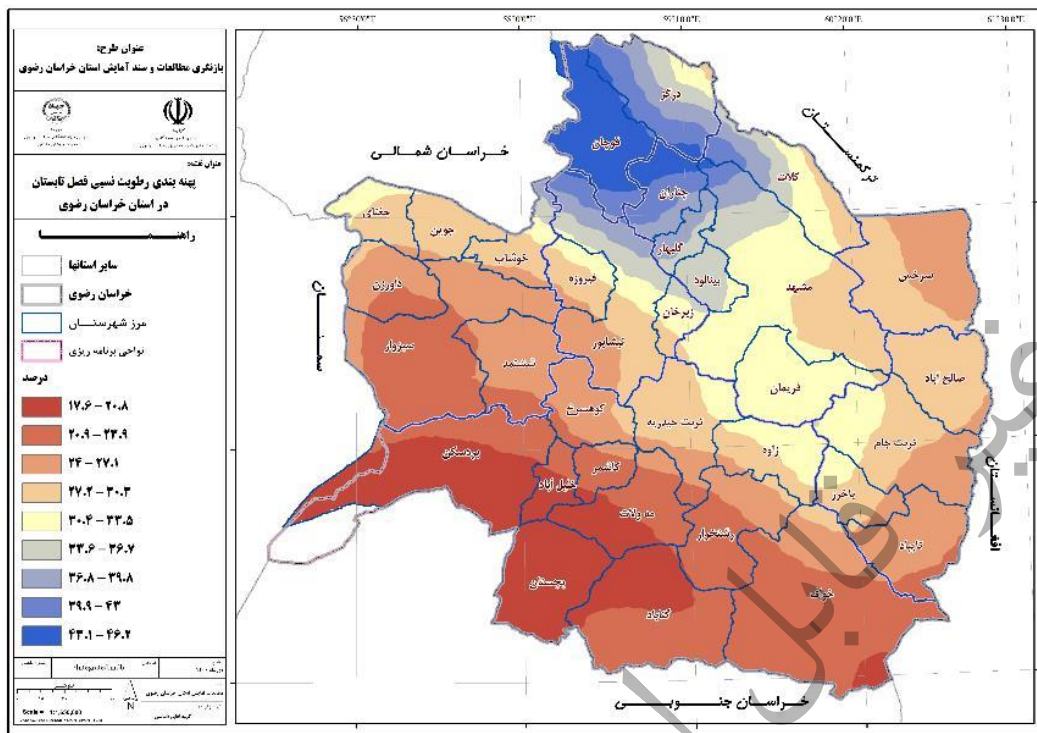 عنوان طرح:
بازنگری مطالعات و سند آمایش استان خراسان رضوی
عنوان نقشه:
پهنه بندی رطوبت نسبی فصل تابستان
در استان خراسان رضوی
راهنما
سایر استانها
خراسان رضوی
مرز شهرستان
نواحی برنامه ریزی
درصد
۱۷.۶ – ۲۰.۸
۲۰.۹ – ۲۳.۹
۲۴ – ۲۷.۱
۲۷.۲ – ۳۰.۳
۳۰.۴ – ۳۳.۵
۳۳.۶ – ۳۶.۷
۳۶.۸ – ۳۹.۸
۳۹.۹ – ۴۳
۴۳.۱ – ۴۶.۲
N
Scale =
خراسان شمالی
ترکمنستان
سمنان
افغانستان
خراسان جنوبی
درگز
قوچان
کلات
چناران
گلبهار
بینالود
مشهد
سرخس
جغتای
جوین
خوشاب
فیروزه
زبرخان
داورزن
سبزوار
ششتمد
نیشابور
فریمان
صالح آباد
کوهسرخ
تربت حیدریه
تربت جام
زاوه
باخرز
بردسکن
خلیل آباد
کاشمر
مه ولات
رشتخوار
تایباد
خواف
بجستان
گناباد